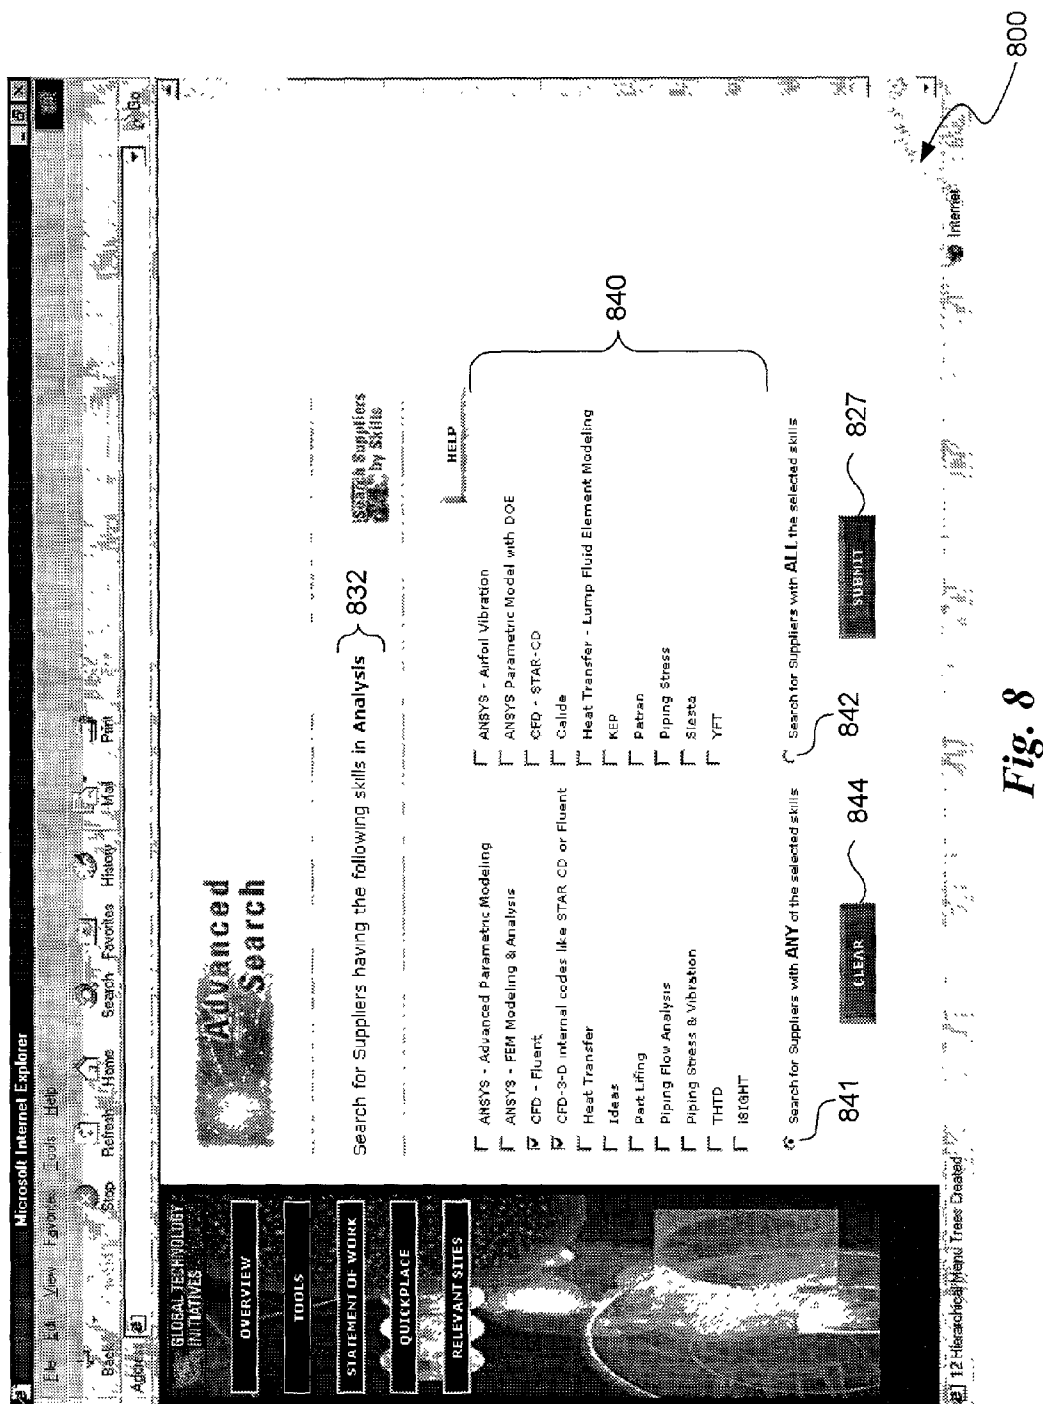 Microsoft Internet Explorer
File Edit View Favorites Tools Help
Back Stop Refresh Home Search Favorites History Mail Print
Address Go
GLOBAL TECHNOLOGY
INITIATIVES
OVERVIEW
TOOLS
STATEMENT OF WORK
QUICKPLACE
RELEVANT SITES
Advanced
Search
Search for Suppliers having the following skills in Analysis
832
Search Suppliers
by Skills
HELP
ANSYS - Advanced Parametric Modeling
ANSYS - Airfoil Vibration
ANSYS - FEM Modeling & Analysis
ANSYS Parametric Model with DOE
CFD - Fluent
CFD - STAR-CD
CFD-3-D internal codes like STAR CD or Fluent
Calide
Heat Transfer
Heat Transfer - Lump Fluid Element Modeling
Ideas
KEP
Part Lifing
Patran
Piping Flow Analysis
Piping Stress
Piping Stress & Vibration
Siesta
THTD
YFT
iSIGHT
840
Search for Suppliers with ANY of the selected skills
Search for Suppliers with ALL the selected skills
841
842
CLEAR
844
SUBMIT
827
12 Hierarchical Menu Trees Created
Internet
800
Fig. 8